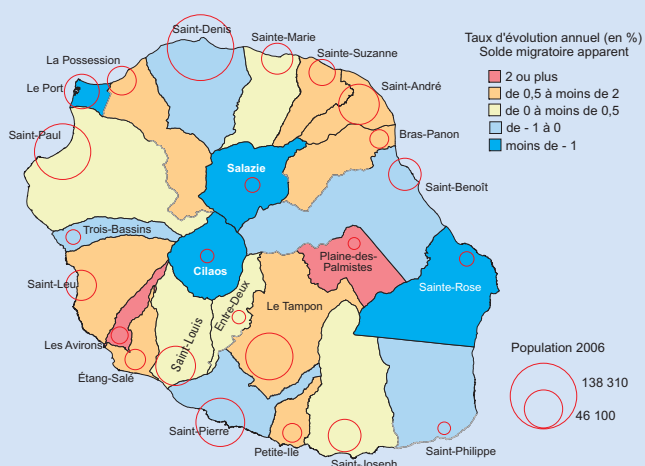 Saint-Denis
Sainte-Marie
La Possession
Sainte-Suzanne
Le Port
Saint-André
Saint-Paul
Bras-Panon
Salazie
Saint-Benoît
Trois-Bassins
Plaine-des-
Palmistes
Cilaos
Saint-Leu
Sainte-Rose
Entre-Deux
Le Tampon
Les Avirons
Saint-Louis
Étang-Salé
Saint-Pierre
Petite-Ile
Saint-Joseph
Saint-Philippe
Taux d'évolution annuel (en %)
Solde migratoire apparent
2 ou plus
de 0,5 à moins de 2
de 0 à moins de 0,5
de - 1 à 0
moins de - 1
Population 2006
138 310
46 100